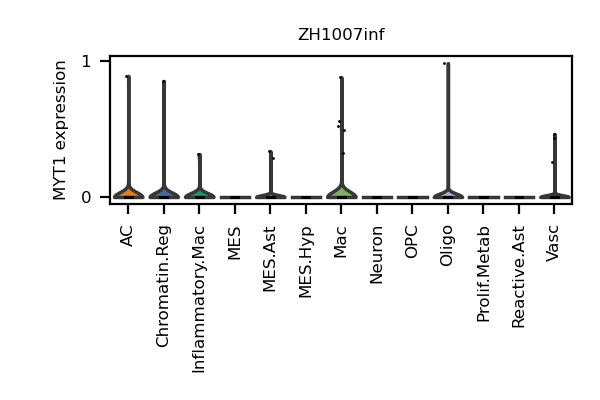 ZH1007inf
MYT1 expression
1
0
AC
Chromatin.Reg
Inflammatory.Mac
MES
MES.Ast
MES.Hyp
Mac
Neuron
OPC
Oligo
Prolif.Metab
Reactive.Ast
Vasc